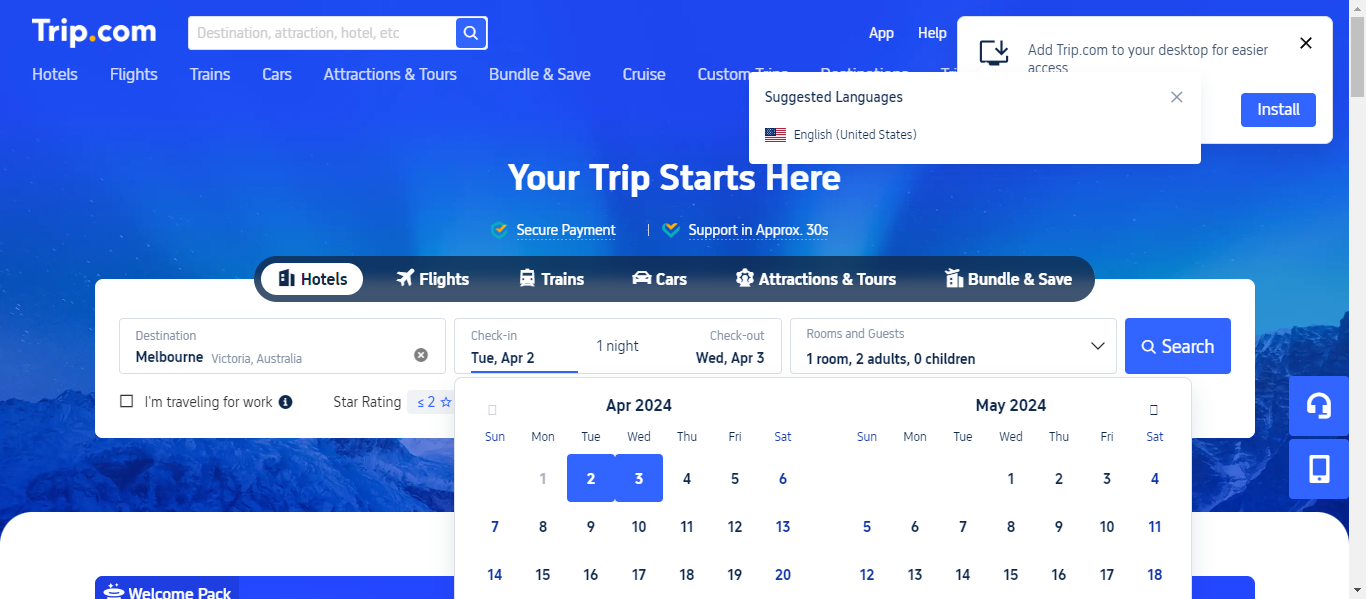 Trip.com
Destination, attraction, hotel, etc
App Help
Add Trip.com to your desktop for easier
access
Install
Hotels Flights Trains Cars Attractions & Tours Bundle & Save Cruise Custom Trips Destinations
Suggested Languages
English (United States)
Your Trip Starts Here
Secure Payment | Support in Approx. 30s
Hotels Flights Trains Cars Attractions & Tours Bundle & Save
Destination
Melbourne Victoria, Australia
Check-in
Tue, Apr 2
1 night
Check-out
Wed, Apr 3
Rooms and Guests
1 room, 2 adults, 0 children
Search
I'm traveling for work
Star Rating
≤ 2
Apr 2024
Sun Mon Tue Wed Thu Fri Sat
1 2 3 4 5 6
7 8 9 10 11 12 13
14 15 16 17 18 19 20
May 2024
Sun Mon Tue Wed Thu Fri Sat
1 2 3 4
5 6 7 8 9 10 11
12 13 14 15 16 17 18
Welcome Pack